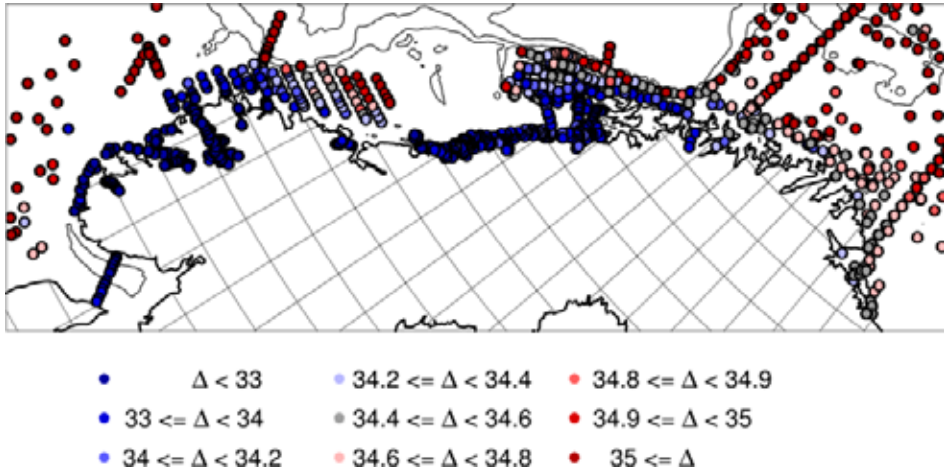 Δ < 33 34.2 <= Δ < 34.4 34.8 <= Δ < 34.9
33 <= Δ < 34 34.4 <= Δ < 34.6 34.9 <= Δ < 35
34 <= Δ < 34.2 34.6 <= Δ < 34.8 35 <= Δ